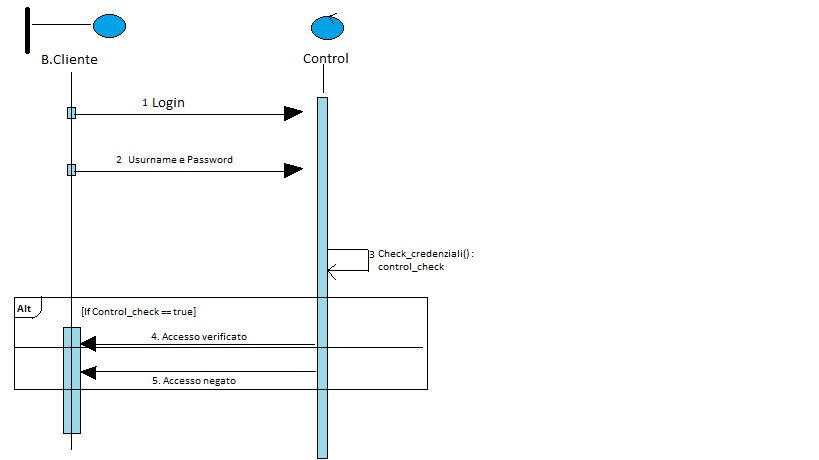 B.Cliente
Control
1 Login
2 Usurname e Password
3 Check_credenziali() :
control_check
Alt
[If Control_check == true]
4. Accesso verificato
5. Accesso negato